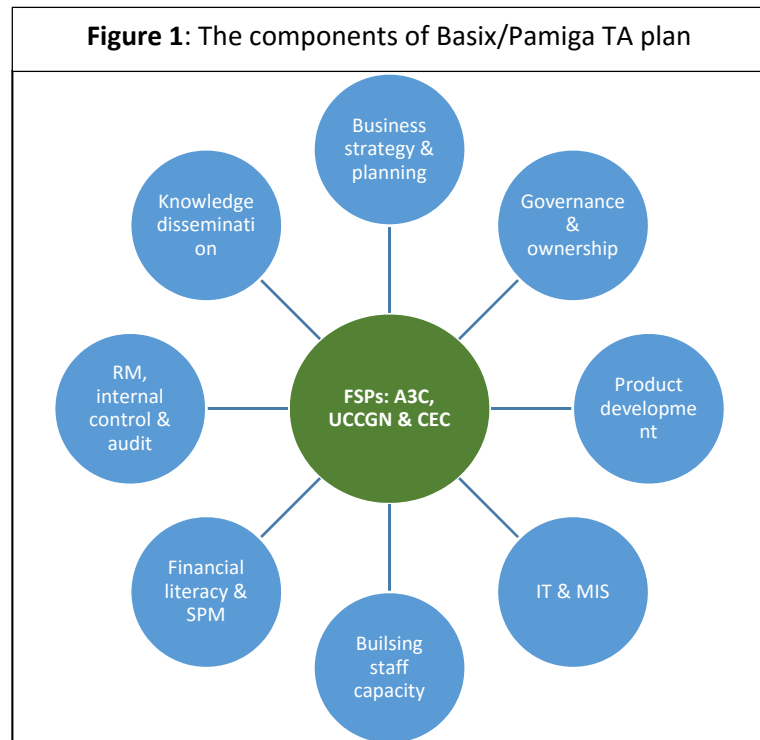 Figure 1: The components of Basix/Pamiga TA plan
Business
strategy &
planning
Governance
&
ownership
Product
developme
nt
IT & MIS
Builsing
staff
capacity
Financial
literacy &
SPM
RM,
internal
control &
audit
Knowledge
disseminati
on
FSPs: A3C,
UCCGN & CEC